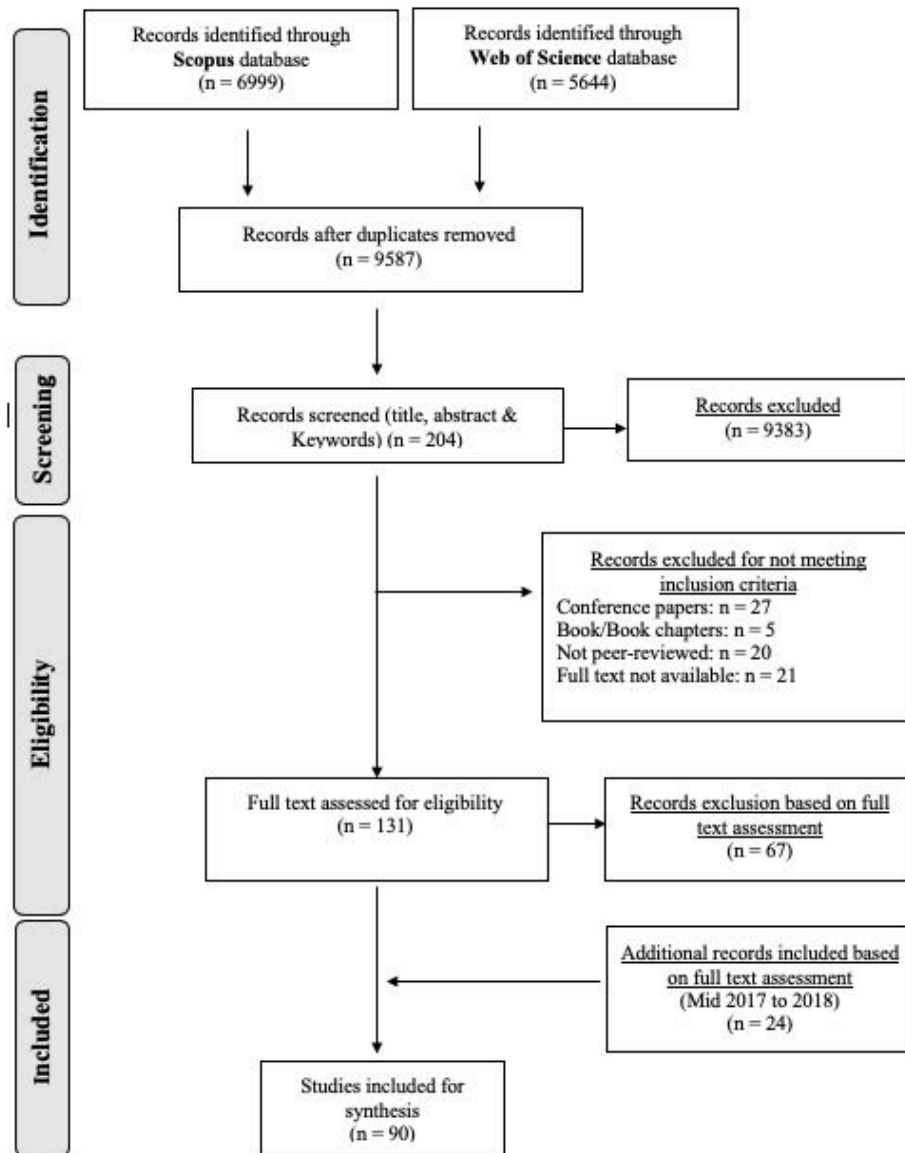 Identification
Records identified through
Scopus database
(n = 6999)
Records identified through
Web of Science database
(n = 5644)
Records after duplicates removed
(n = 9587)
Screening
Records screened (title, abstract &
Keywords) (n = 204)
Records excluded
(n = 9383)
Eligibility
Records excluded for not meeting
inclusion criteria
Conference papers: n = 27
Book/Book chapters: n = 5
Not peer-reviewed: n = 20
Full text not available: n = 21
Full text assessed for eligibility
(n = 131)
Records exclusion based on full
text assessment
(n = 67)
Included
Additional records included based
on full text assessment
(Mid 2017 to 2018)
(n = 24)
Studies included for
synthesis
(n = 90)